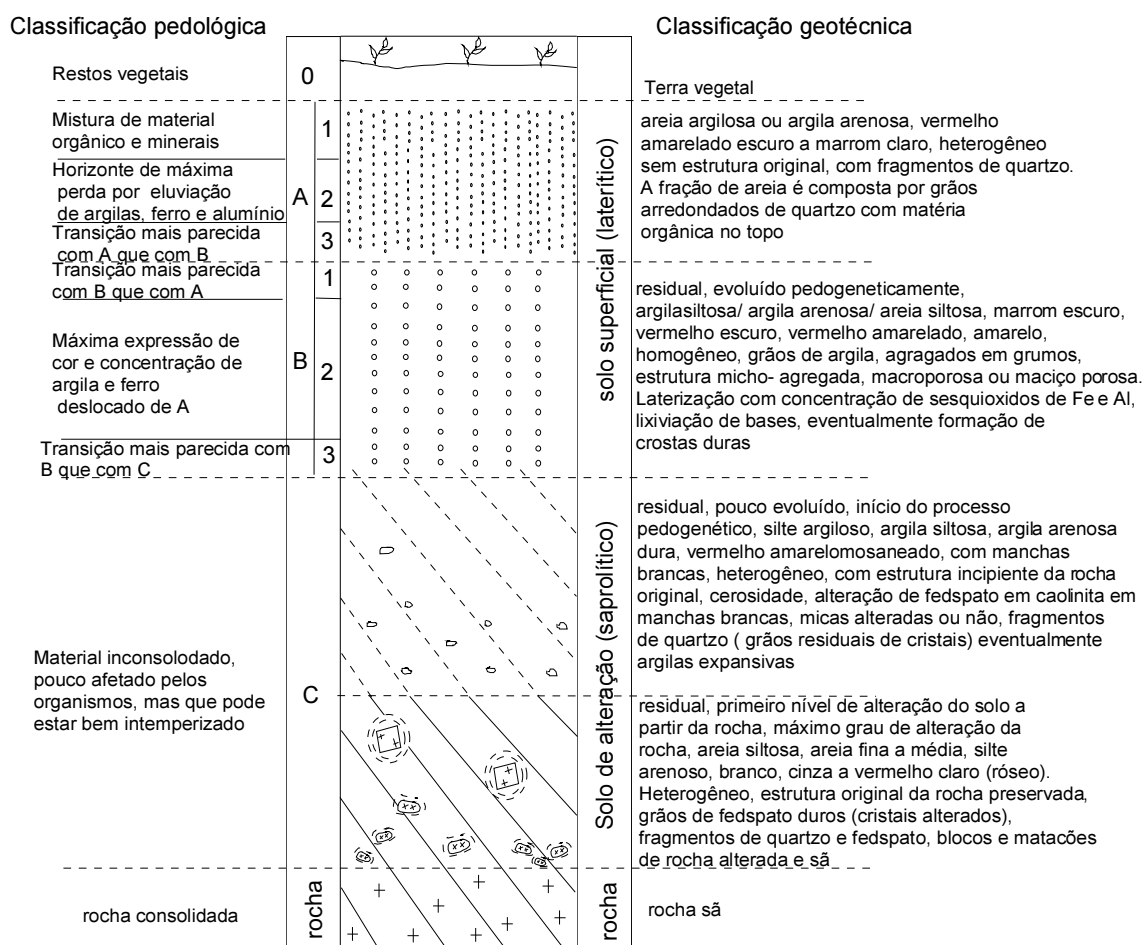 Classificação pedológica
Classificação geotécnica
Restos vegetais
0
Terra vegetal
Mistura de material
orgânico e minerais
1
Horizonte de máxima
perda por eluviação
de argilas, ferro e alumínio
A
2
Transição mais parecida
com A que com B
3
areia argilosa ou argila arenosa, vermelho
amarelado escuro a marrom claro, heterogêneo
sem estrutura original, com fragmentos de quartzo.
A fração de areia é composta por grãos
arredondados de quartzo com matéria
orgânica no topo
Transição mais parecida
com B que com A
1
Máxima expressão de
cor e concentração de
argila e ferro
deslocado de A
B
2
Transição mais parecida com
B que com C
3
solo superficial (laterítico)
residual, evoluído pedogeneticamente,
argilasiltosa/ argila arenosa/ areia siltosa, marrom escuro,
vermelho escuro, vermelho amarelado, amarelo,
homogêneo, grãos de argila, agragados em grumos,
estrutura micho- agregada, macroporosa ou maciço porosa.
Laterização com concentração de sesquioxidos de Fe e Al,
lixiviação de bases, eventualmente formação de
crostas duras
Material inconsolodado,
pouco afetado pelos
organismos, mas que pode
estar bem intemperizado
C
Solo de alteração (saprolítico)
residual, pouco evoluído, início do processo
pedogenético, silte argiloso, argila siltosa, argila arenosa
dura, vermelho amarelomosaneado, com manchas
brancas, heterogêneo, com estrutura incipiente da rocha
original, cerosidade, alteração de fedspato em caolinita em
manchas brancas, micas alteradas ou não, fragmentos
de quartzo ( grãos residuais de cristais) eventualmente
argilas expansivas
residual, primeiro nível de alteração do solo a
partir da rocha, máximo grau de alteração da
rocha, areia siltosa, areia fina a média, silte
arenoso, branco, cinza a vermelho claro (róseo).
Heterogêneo, estrutura original da rocha preservada,
grãos de fedspato duros (cristais alterados),
fragmentos de quartzo e fedspato, blocos e matacões
de rocha alterada e sã
rocha consolidada
rocha
rocha
rocha sã